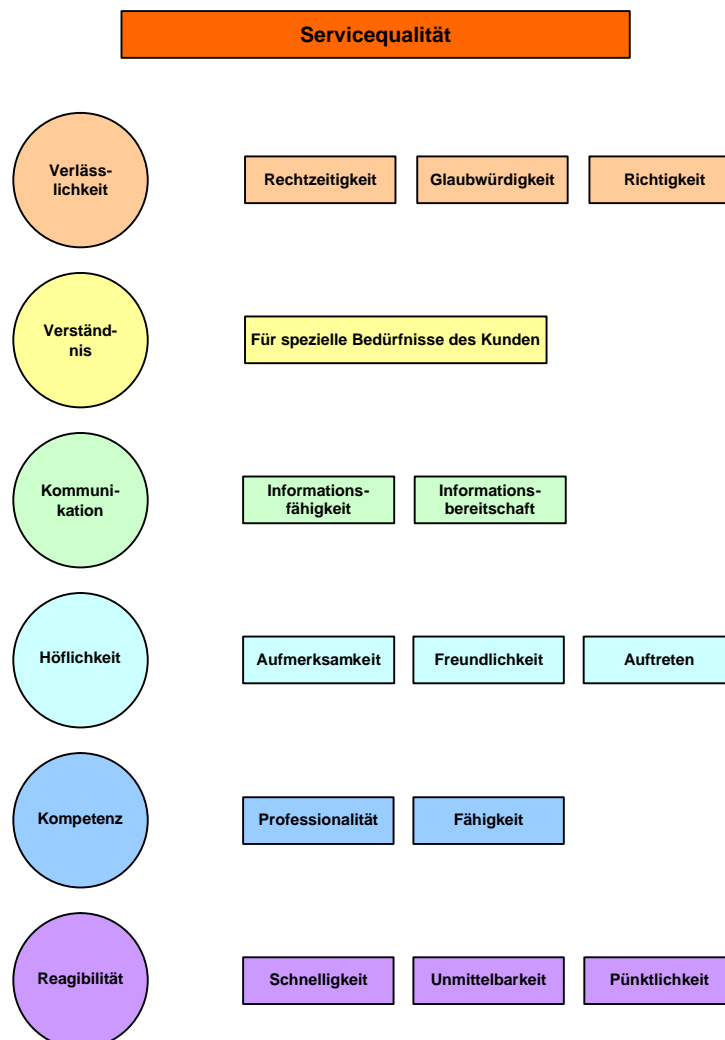 Servicequalität
Verläss-
lichkeit
Rechtzeitigkeit
Glaubwürdigkeit
Richtigkeit
Verständ-
nis
Für spezielle Bedürfnisse des Kunden
Kommuni-
kation
Informations-
fähigkeit
Informations-
bereitschaft
Höflichkeit
Aufmerksamkeit
Freundlichkeit
Auftreten
Kompetenz
Professionalität
Fähigkeit
Reagibilität
Schnelligkeit
Unmittelbarkeit
Pünktlichkeit